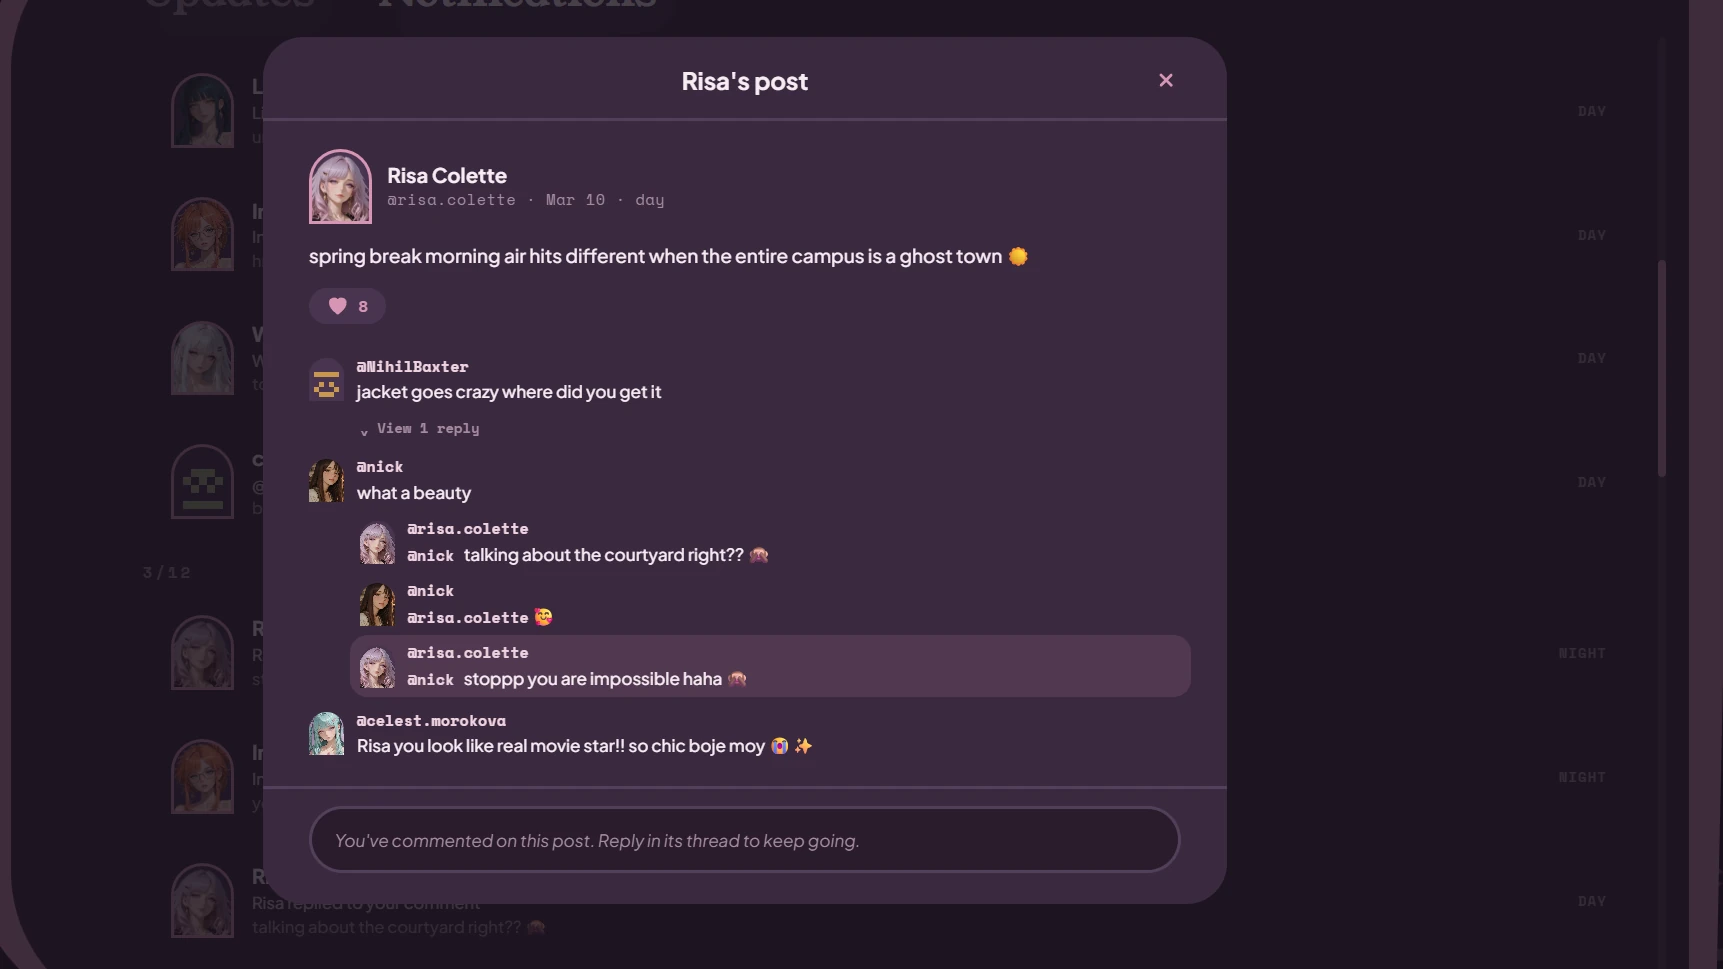 Updates Notifications
Risa's post
DAY
Risa Colette
@risa.colette · Mar 10 · day
DAY
spring break morning air hits different when the entire campus is a ghost town
8
DAY
@NihilBaxter
jacket goes crazy where did you get it
View 1 reply
@nick
DAY
what a beauty
@risa.colette
@nick talking about the courtyard right??
3/12
@nick
@risa.colette
@risa.colette
NIGHT
@nick stoppp you are impossible haha
@celest.morokova
Risa you look like real movie star!! so chic boje moy
NIGHT
You've commented on this post. Reply in its thread to keep going.
Risa replied to your comment
DAY
talking about the courtyard right??